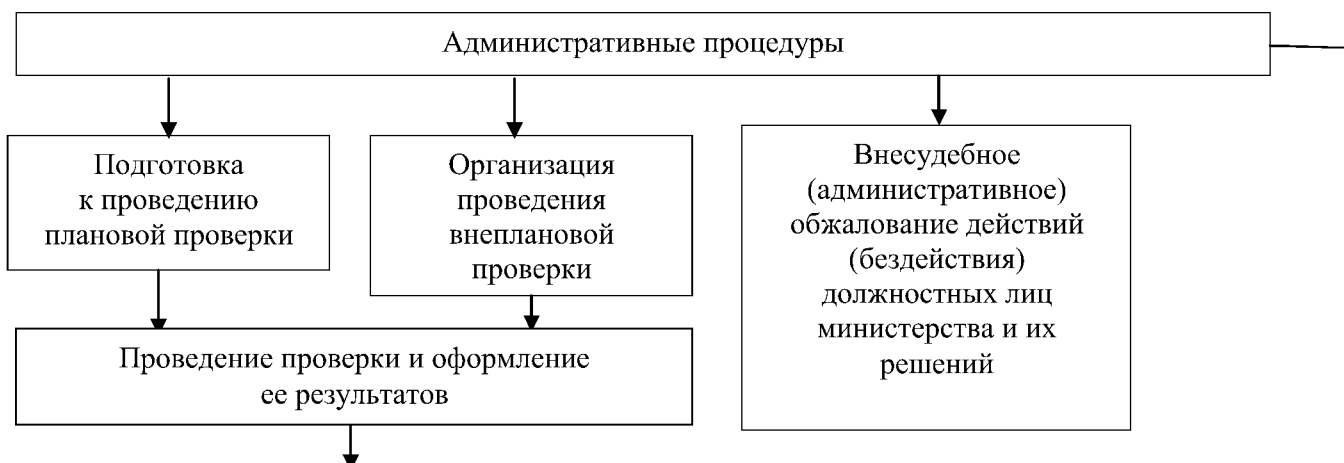 Административные процедуры
Подготовка
к проведению
плановой проверки
Организация
проведения
внеплановой
проверки
Внесудебное
(административное)
обжалование действий
(бездействия)
должностных лиц
министерства и их
решений
Проведение проверки и оформление
ее результатов